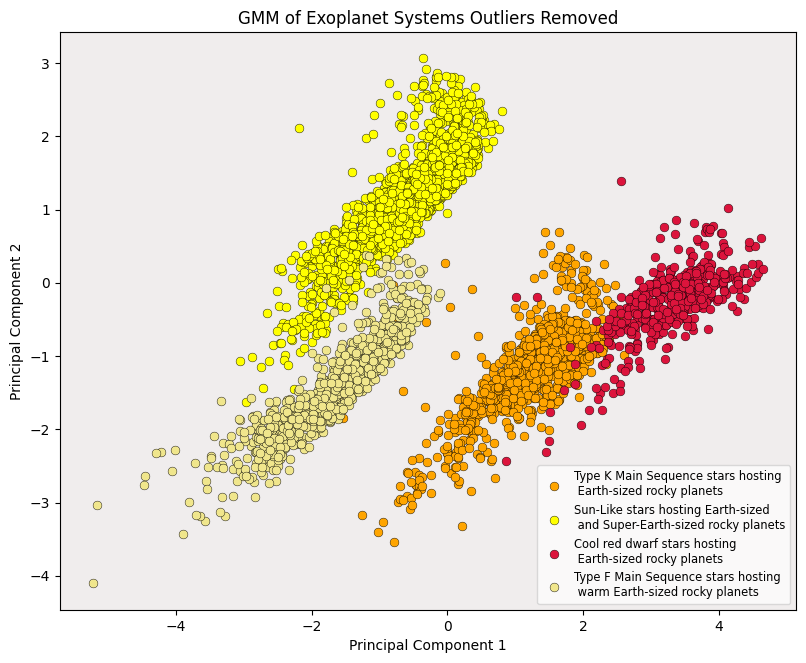 GMM of Exoplanet Systems Outliers Removed
3
2
1
0
−1
−2
−3
−4
Principal Component 2
Type K Main Sequence stars hosting
Earth-sized rocky planets
Sun-Like stars hosting Earth-sized
and Super-Earth-sized rocky planets
Cool red dwarf stars hosting
Earth-sized rocky planets
Type F Main Sequence stars hosting
warm Earth-sized rocky planets
−4 −2 0 2 4
Principal Component 1